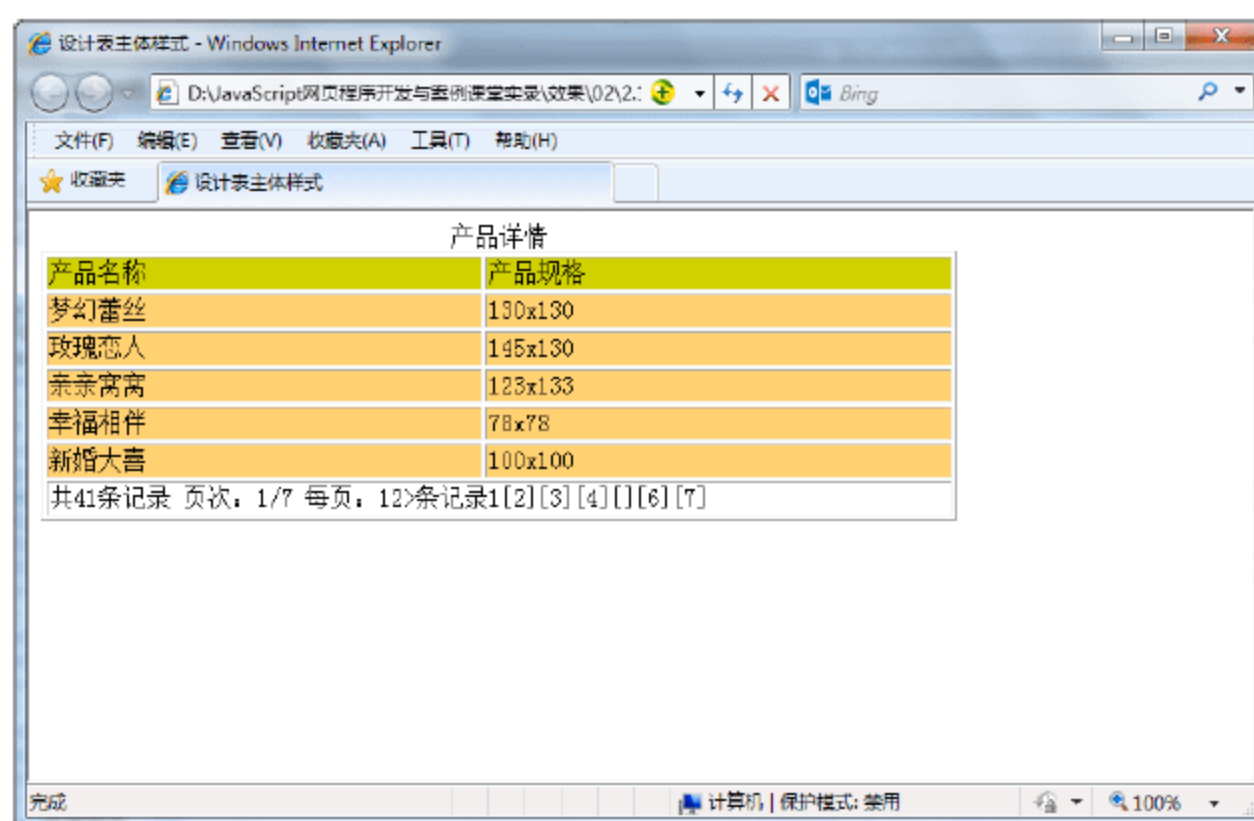 设计表主体样式 - Windows Internet Explorer
D:\JavaScript网页程序开发与案例课堂实录\效果\02\2.
Bing
文件(F) 编辑(E) 查看(V) 收藏夹(A) 工具(T) 帮助(H)
收藏夹 设计表主体样式
产品详情
产品名称 产品规格
梦幻蕾丝 130x130
玫瑰恋人 145x130
亲亲窝窝 123x133
幸福相伴 78x78
新婚大喜 100x100
共41条记录 页次：1/7 每页：12>条记录1[2][3][4][][6][7]
完成 计算机 | 保护模式: 禁用 100%